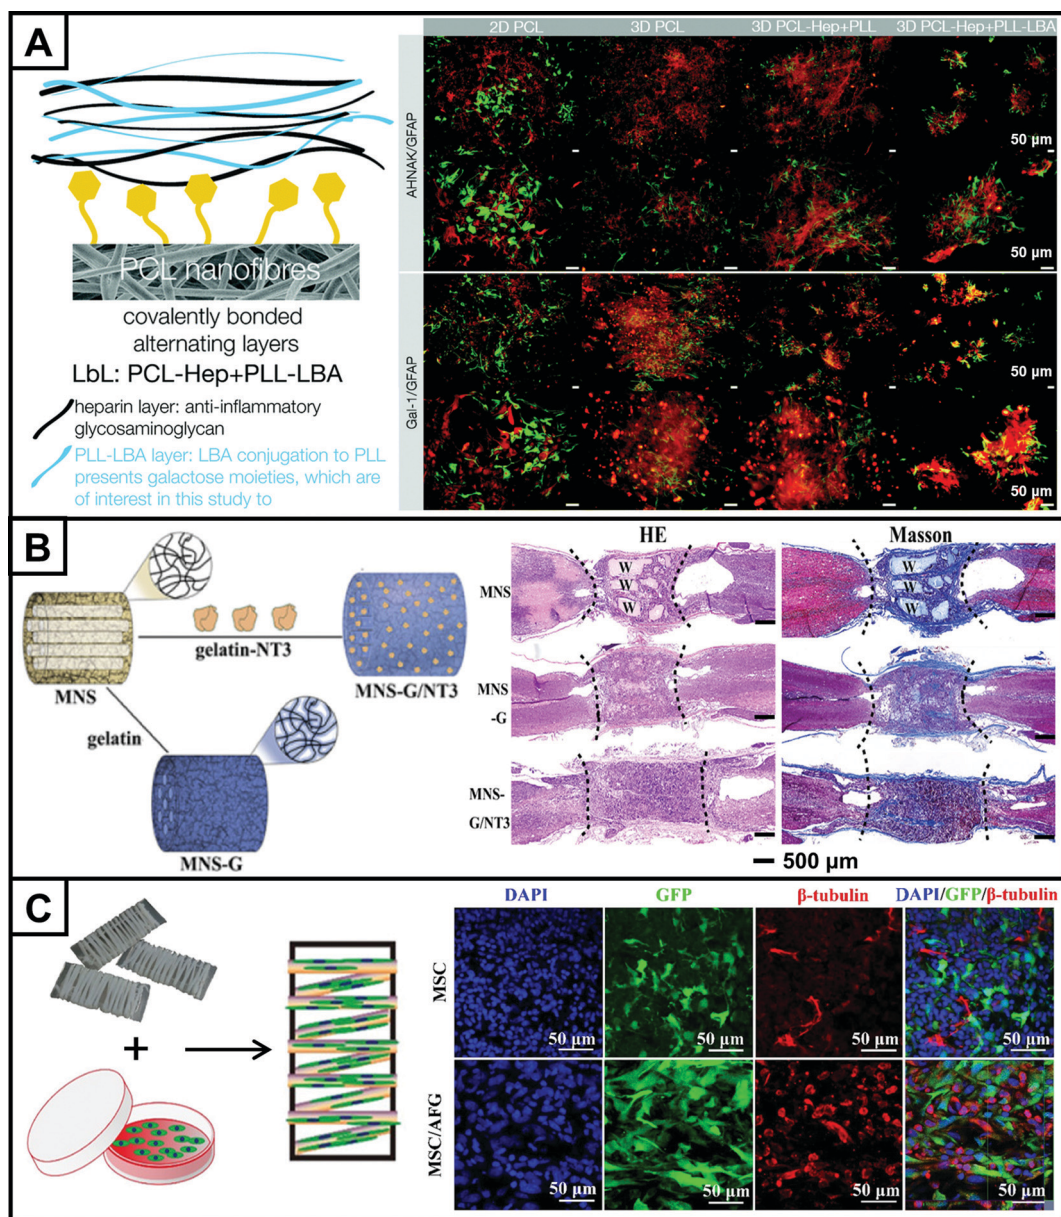 A
2D PCL
3D PCL
3D PCL-Hep+PLL
3D PCL-Hep+PLL-LBA
AHNAK/GFAP
50 μm
50 μm
Gal-1/GFAP
50 μm
50 μm
PCL nanofibres
covalently bonded
alternating layers
LbL: PCL-Hep+PLL-LBA
heparin layer: anti-inflammatory
glycosaminoglycan
PLL-LBA layer: LBA conjugation to PLL
presents galactose moieties, which are
of interest in this study to
B
MNS
gelatin-NT3
MNS-G/NT3
gelatin
MNS-G
HE
Masson
MNS
W
W
W
W
W
W
MNS
-G
MNS-
G/NT3
500 μm
C
+
DAPI
GFP
β-tubulin
DAPI/GFP/β-tubulin
MSC
50 μm
50 μm
50 μm
50 μm
MSC/AFG
50 μm
50 μm
50 μm
50 μm